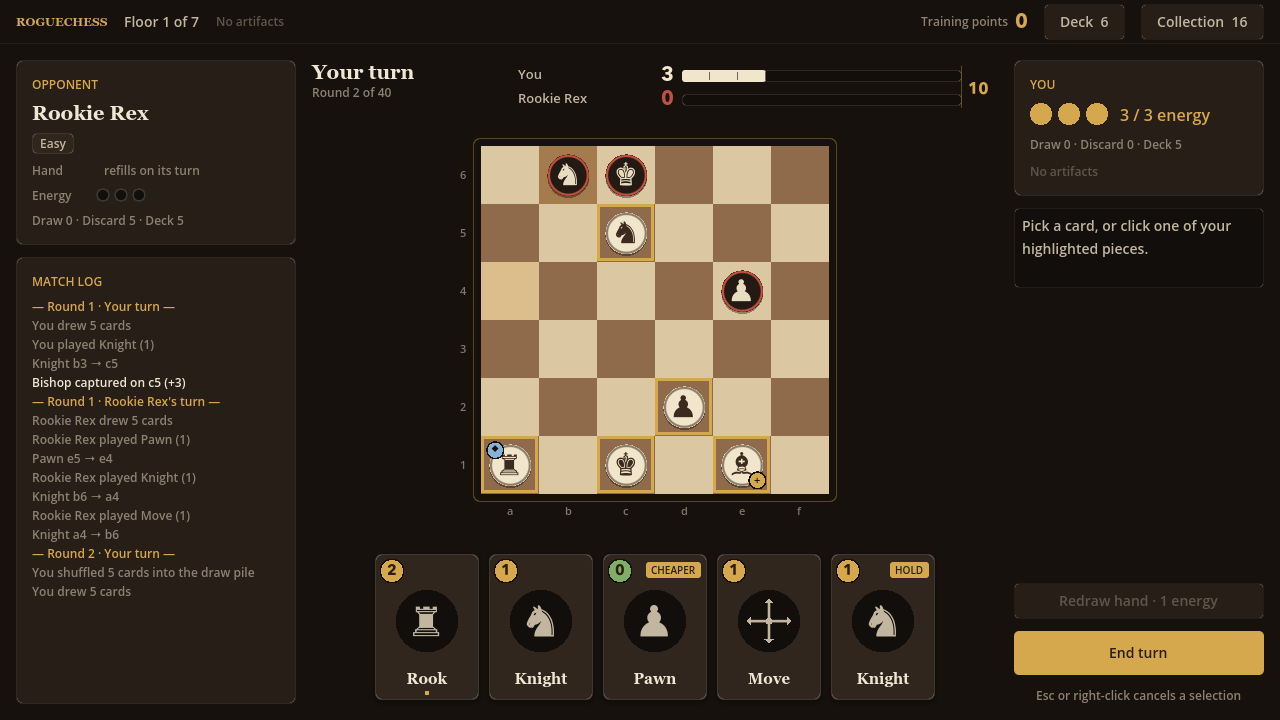 ROGUECHESS
Floor 1 of 7
No artifacts
Training points 0
Deck 6
Collection 16
OPPONENT
Rookie Rex
Easy
Hand refills on its turn
Energy
Draw 0 · Discard 5 · Deck 5
MATCH LOG
— Round 1 · Your turn —
You drew 5 cards
You played Knight (1)
Knight b3 → c5
Bishop captured on c5 (+3)
— Round 1 · Rookie Rex's turn —
Rookie Rex drew 5 cards
Rookie Rex played Pawn (1)
Pawn e5 → e4
Rookie Rex played Knight (1)
Knight b6 → a4
Rookie Rex played Move (1)
Knight a4 → b6
— Round 2 · Your turn —
You shuffled 5 cards into the draw pile
You drew 5 cards
Your turn
Round 2 of 40
You 3
Rookie Rex 0
10
6
5
4
3
2
1
a b c d e f
2
Rook
1
Knight
0 CHEAPER
Pawn
1
Move
1 HOLD
Knight
YOU
3 / 3 energy
Draw 0 · Discard 0 · Deck 5
No artifacts
Pick a card, or click one of your
highlighted pieces.
Redraw hand · 1 energy
End turn
Esc or right-click cancels a selection